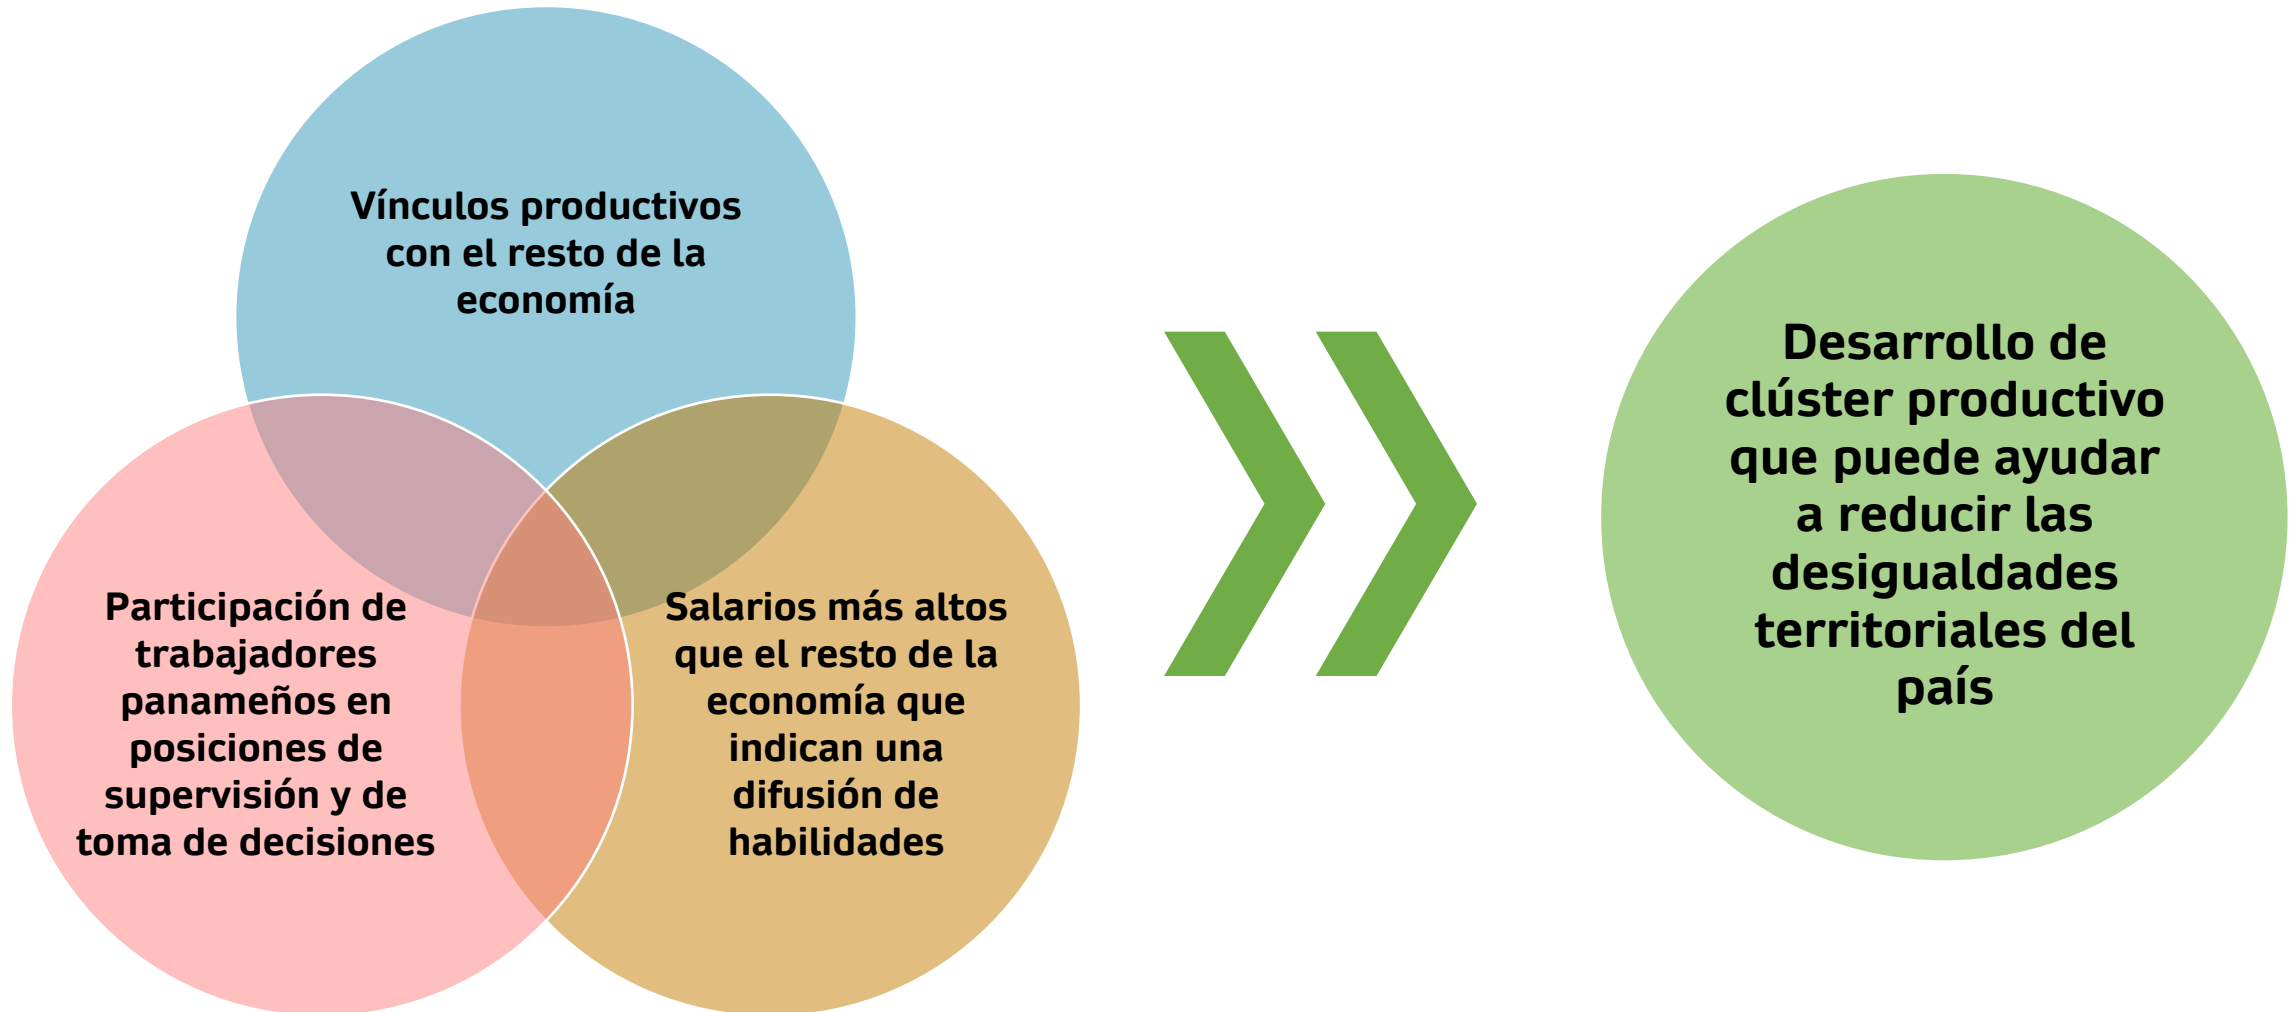 Vínculos productivos
con el resto de la
economía
Participación de
trabajadores
panameños en
posiciones de
supervisión y de
toma de decisiones
Salarios más altos
que el resto de la
economía que
indican una
difusión de
habilidades
Desarrollo de
clúster productivo
que puede ayudar
a reducir las
desigualdades
territoriales del
país